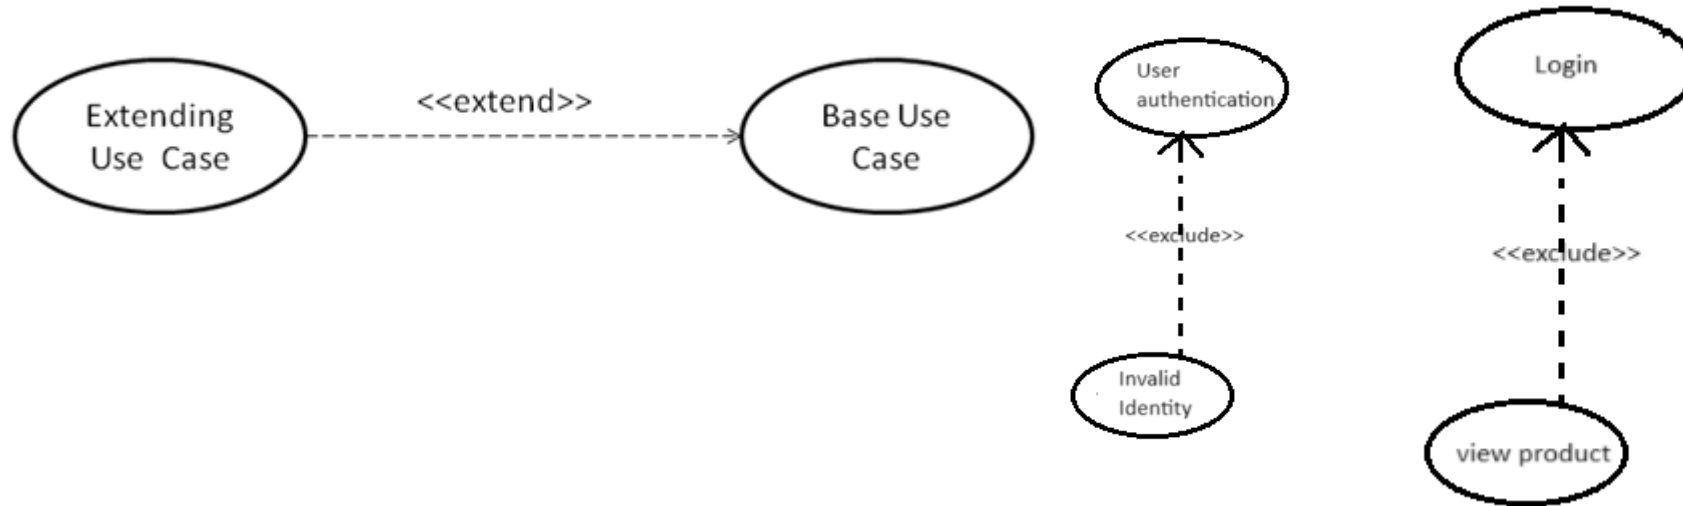 Extending
Use Case
<<extend>>
Base Use
Case
User
authentication
<<exclude>>
Invalid
Identity
Login
<<exclude>>
view product